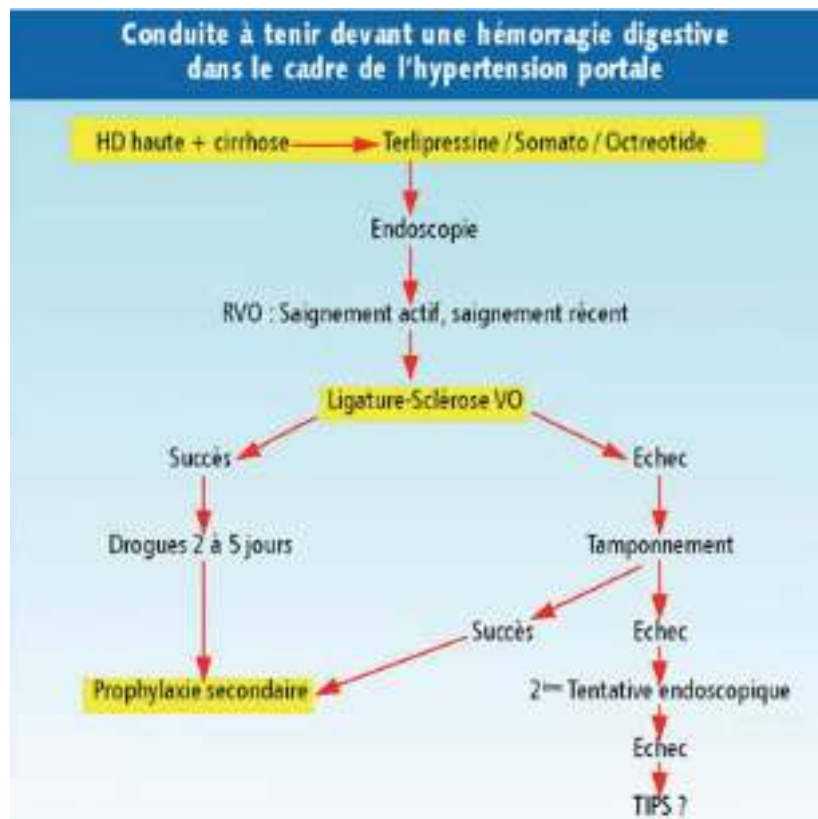 Conduite à tenir devant une hémorragie digestive
dans le cadre de l'hypertension portale
HD haute + cirrhose
Terlipressine / Somato / Octreotide
Endoscopie
RVO : Saignement actif, saignement récent
Ligature-Sclérose VO
Succès
Echec
Drogues 2 à 5 jours
Tamponnement
Succès
Echec
Prophylaxie secondaire
2ème Tentative endoscopique
Echec
TIPS ?